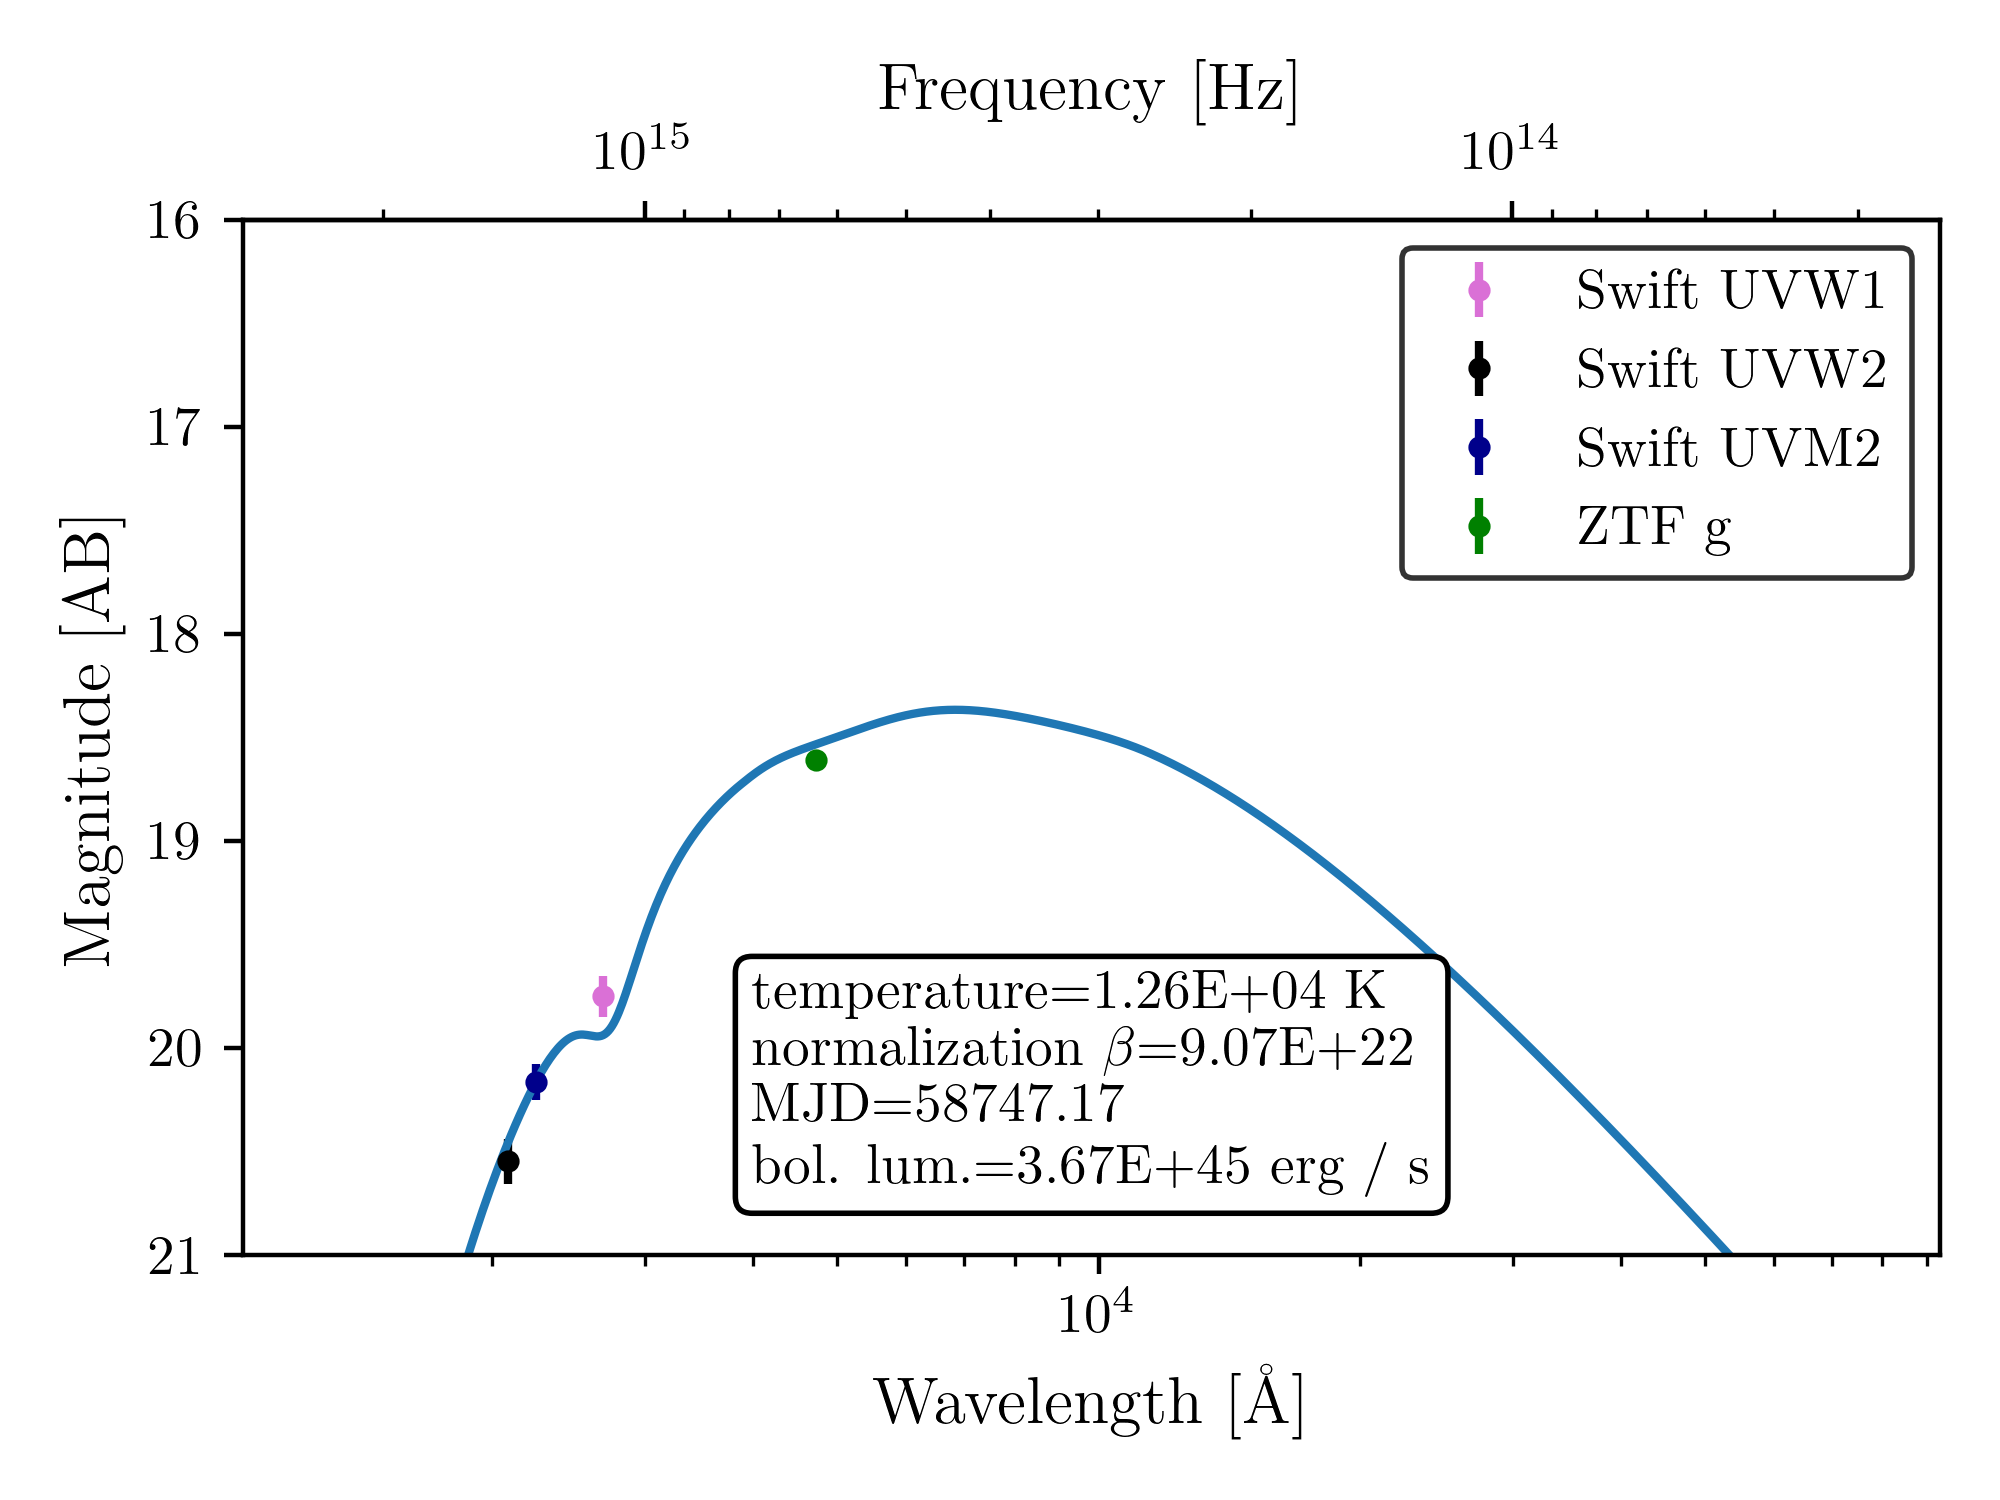 Frequency [Hz]
10^15 10^14
16
17
18
19
20
21
Magnitude [AB]
Swift UVW1
Swift UVW2
Swift UVM2
ZTF g
temperature=1.26E+04 K
normalization β=9.07E+22
MJD=58747.17
bol. lum.=3.67E+45 erg / s
10^4
Wavelength [Å]